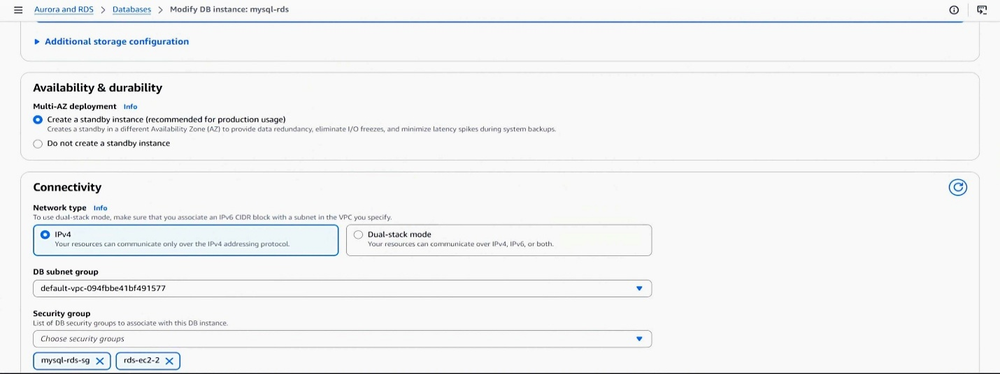 Aurora and RDS > Databases > Modify DB instance: mysql-rds
Additional storage configuration
Availability & durability
Multi-AZ deployment Info
Create a standby instance (recommended for production usage)
Creates a standby in a different Availability Zone (AZ) to provide data redundancy, eliminate I/O freezes, and minimize latency spikes during system backups.
Do not create a standby instance
Connectivity
Network type Info
To use dual-stack mode, make sure that you associate an IPv6 CIDR block with a subnet in the VPC you specify.
IPv4 Dual-stack mode
Your resources can communicate only over the IPv4 addressing protocol. Your resources can communicate over IPv4, IPv6, or both.
DB subnet group
default-vpc-094fbbe41bf491577
Security group
List of DB security groups to associate with this DB instance.
Choose security groups
mysql-rds-sg rds-ec2-2